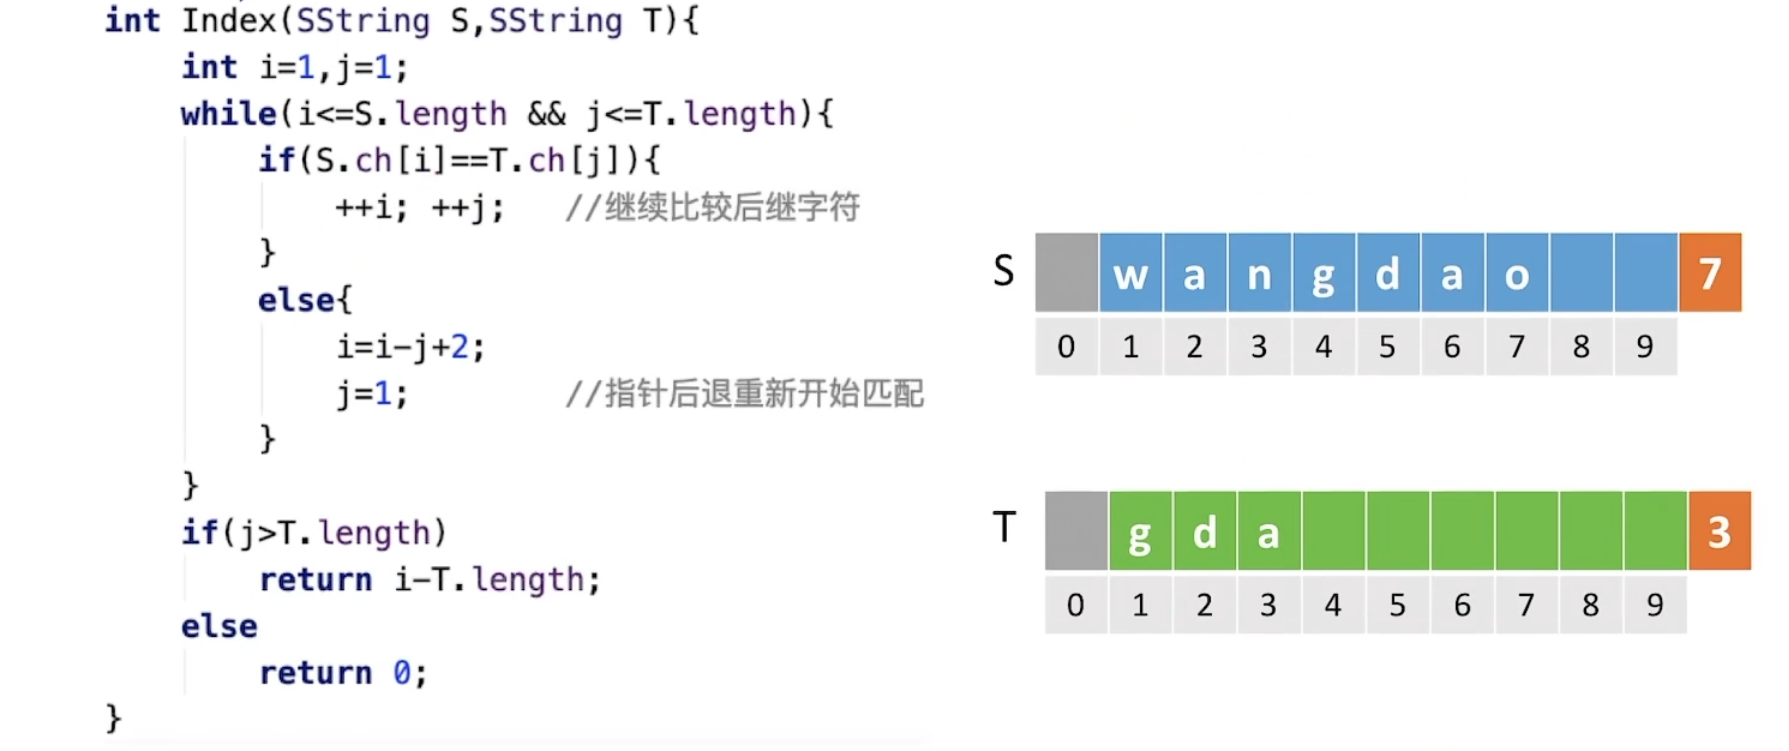 int Index(SString S,SString T){
int i=1,j=1;
while(i<=S.length && j<=T.length){
if(S.ch[i]==T.ch[j]){
++i; ++j; //继续比较后继字符
}
else{
i=i-j+2;
j=1; //指针后退重新开始匹配
}
}
if(j>T.length)
return i-T.length;
else
return 0;
}
S w a n g d a o 7
0 1 2 3 4 5 6 7 8 9
T g d a 3
0 1 2 3 4 5 6 7 8 9